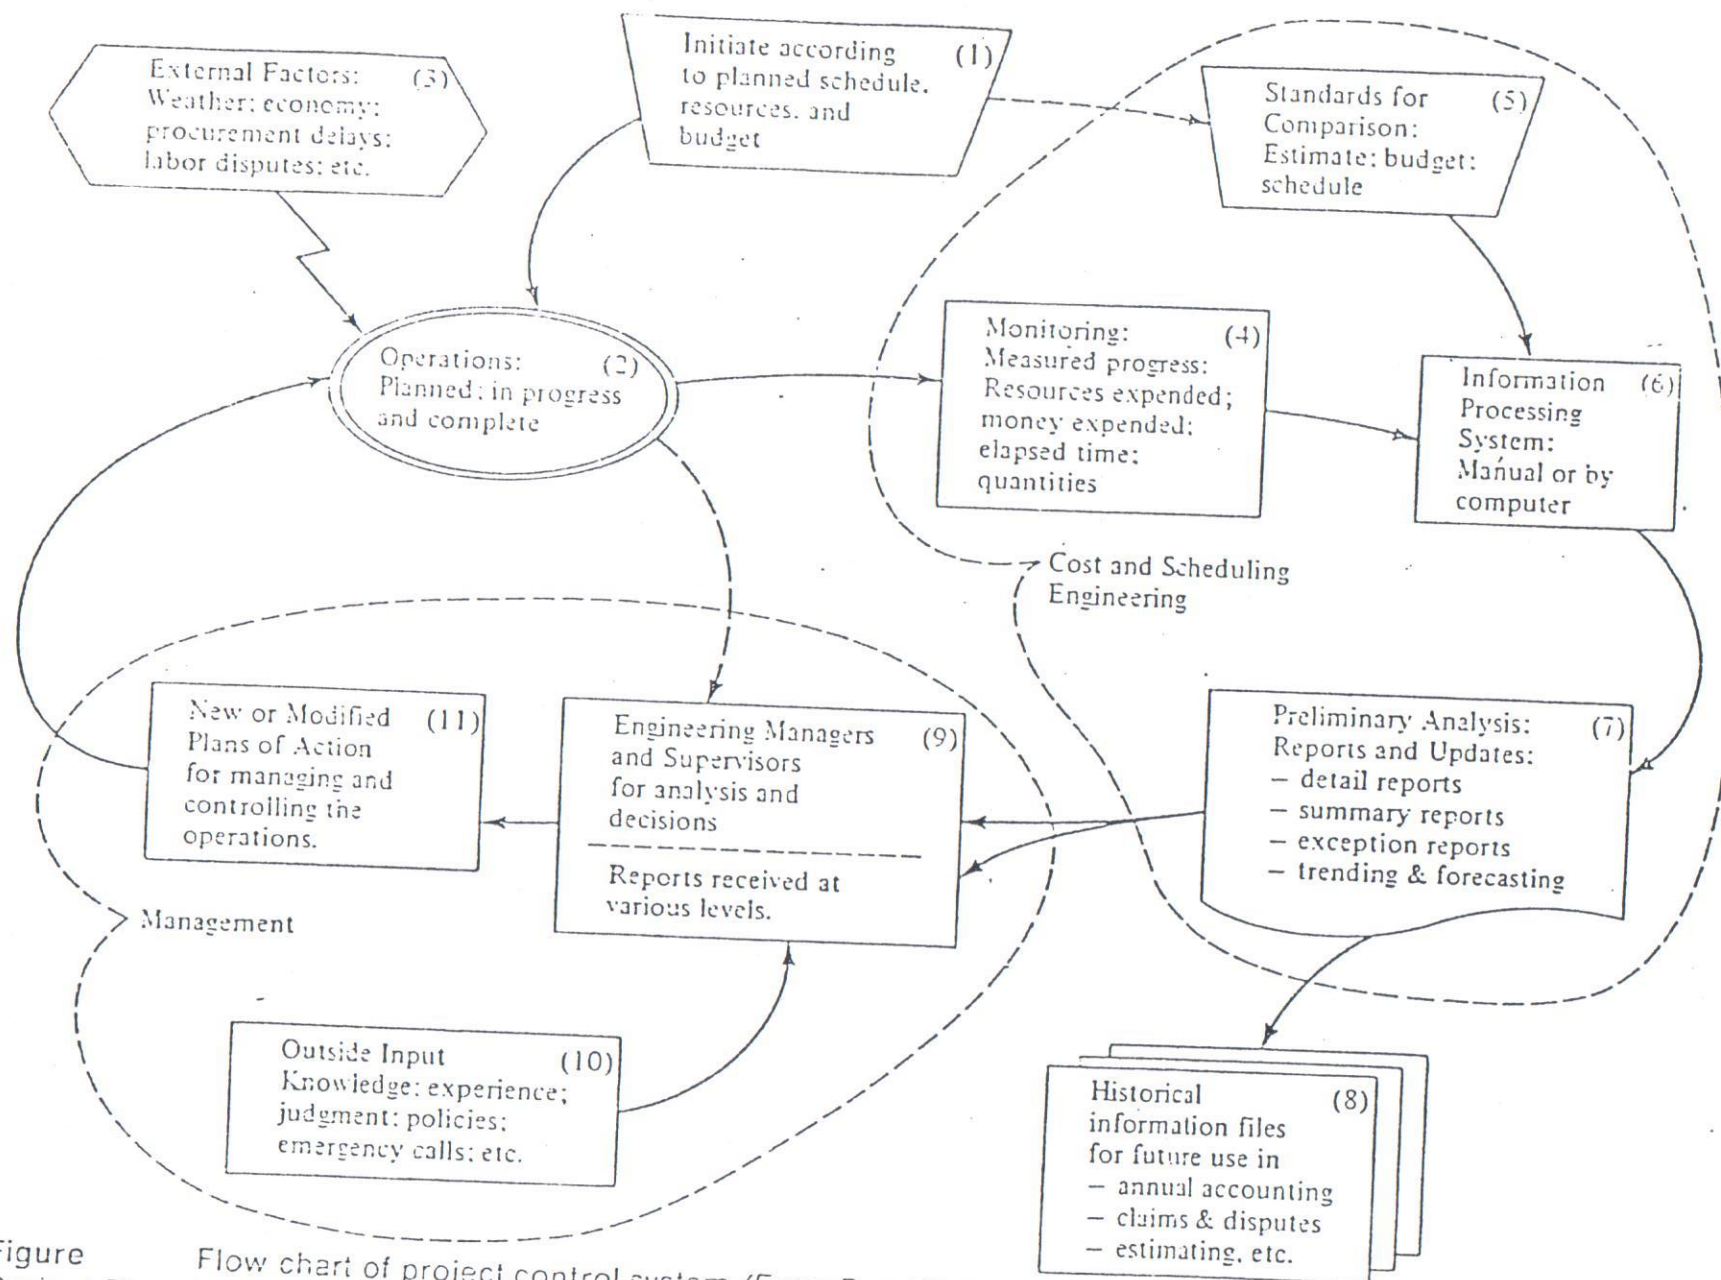 Initiate according (1)
to planned schedule,
resources, and
budget
External Factors: (3)
Weather; economy;
procurement delays;
labor disputes; etc.
Standards for (5)
Comparison:
Estimate; budget;
schedule
Operations: (2)
Planned; in progress
and complete
Monitoring: (4)
Measured progress:
Resources expended;
money expended;
elapsed time;
quantities
Information (6)
Processing
System:
Manual or by
computer
Cost and Scheduling
Engineering
New or Modified (11)
Plans of Action
for managing and
controlling the
operations.
Engineering Managers (9)
and Supervisors
for analysis and
decisions
Reports received at
various levels.
Preliminary Analysis: (7)
Reports and Updates:
– detail reports
– summary reports
– exception reports
– trending & forecasting
Management
Outside Input (10)
Knowledge; experience;
judgment; policies;
emergency calls; etc.
Historical (8)
information files
for future use in
– annual accounting
– claims & disputes
– estimating, etc.
Figure Flow chart of project control system